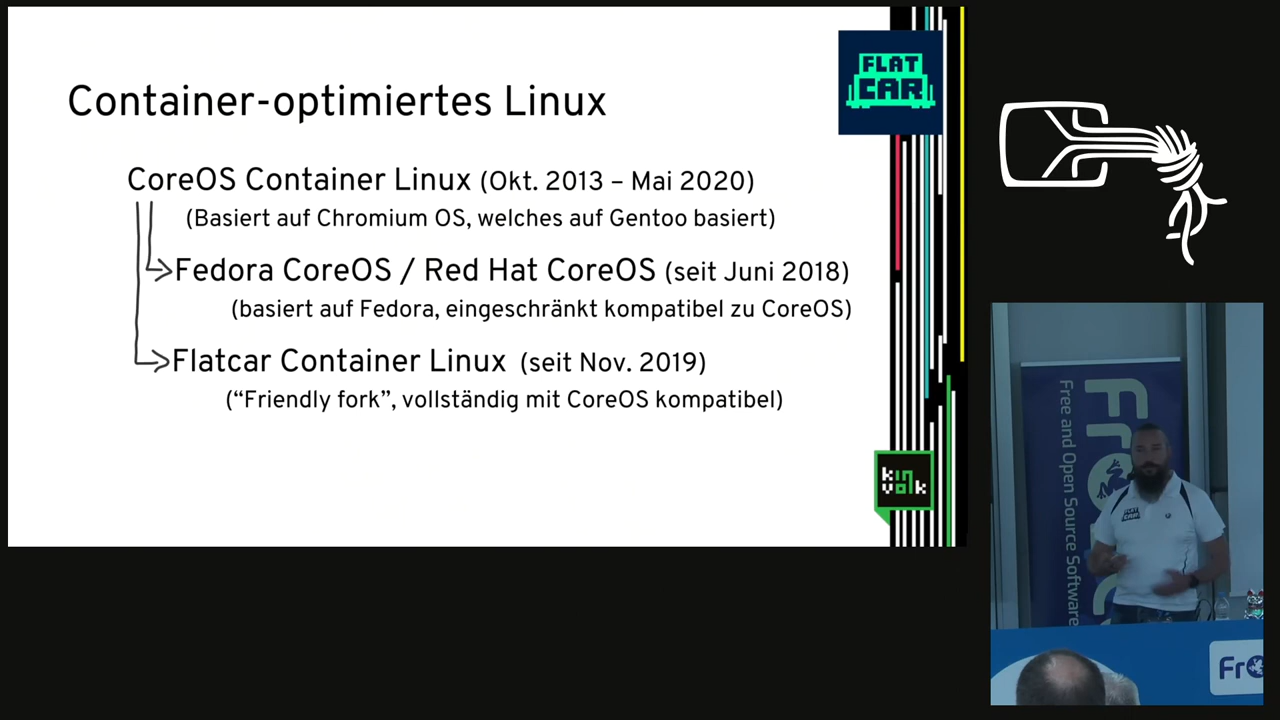 FLAT
CAR
Container-optimiertes Linux
CoreOS Container Linux (Okt. 2013 – Mai 2020)
(Basiert auf Chromium OS, welches auf Gentoo basiert)
Fedora CoreOS / Red Hat CoreOS (seit Juni 2018)
(basiert auf Fedora, eingeschränkt kompatibel zu CoreOS)
Flatcar Container Linux (seit Nov. 2019)
(“Friendly fork”, vollständig mit CoreOS kompatibel)
kin
volk
Free and Open Source Software
FLAT
CAR